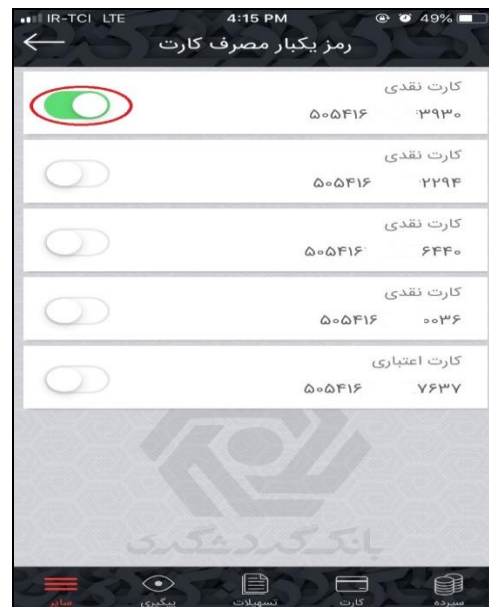 IR-TCI LTE 4:15 PM 49%
رمز یکبار مصرف کارت
کارت نقدی
۵۰۵۴۱۶ ۳۹۳۰
کارت نقدی
۵۰۵۴۱۶ ۲۲۹۴
کارت نقدی
۵۰۵۴۱۶ ۶۴۴۰
کارت نقدی
۵۰۵۴۱۶ ۰۰۳۶
کارت اعتباری
۵۰۵۴۱۶ ۷۶۳۷
بانک گردشگری
سپرده کارت تسهیلات پیگیری سایر